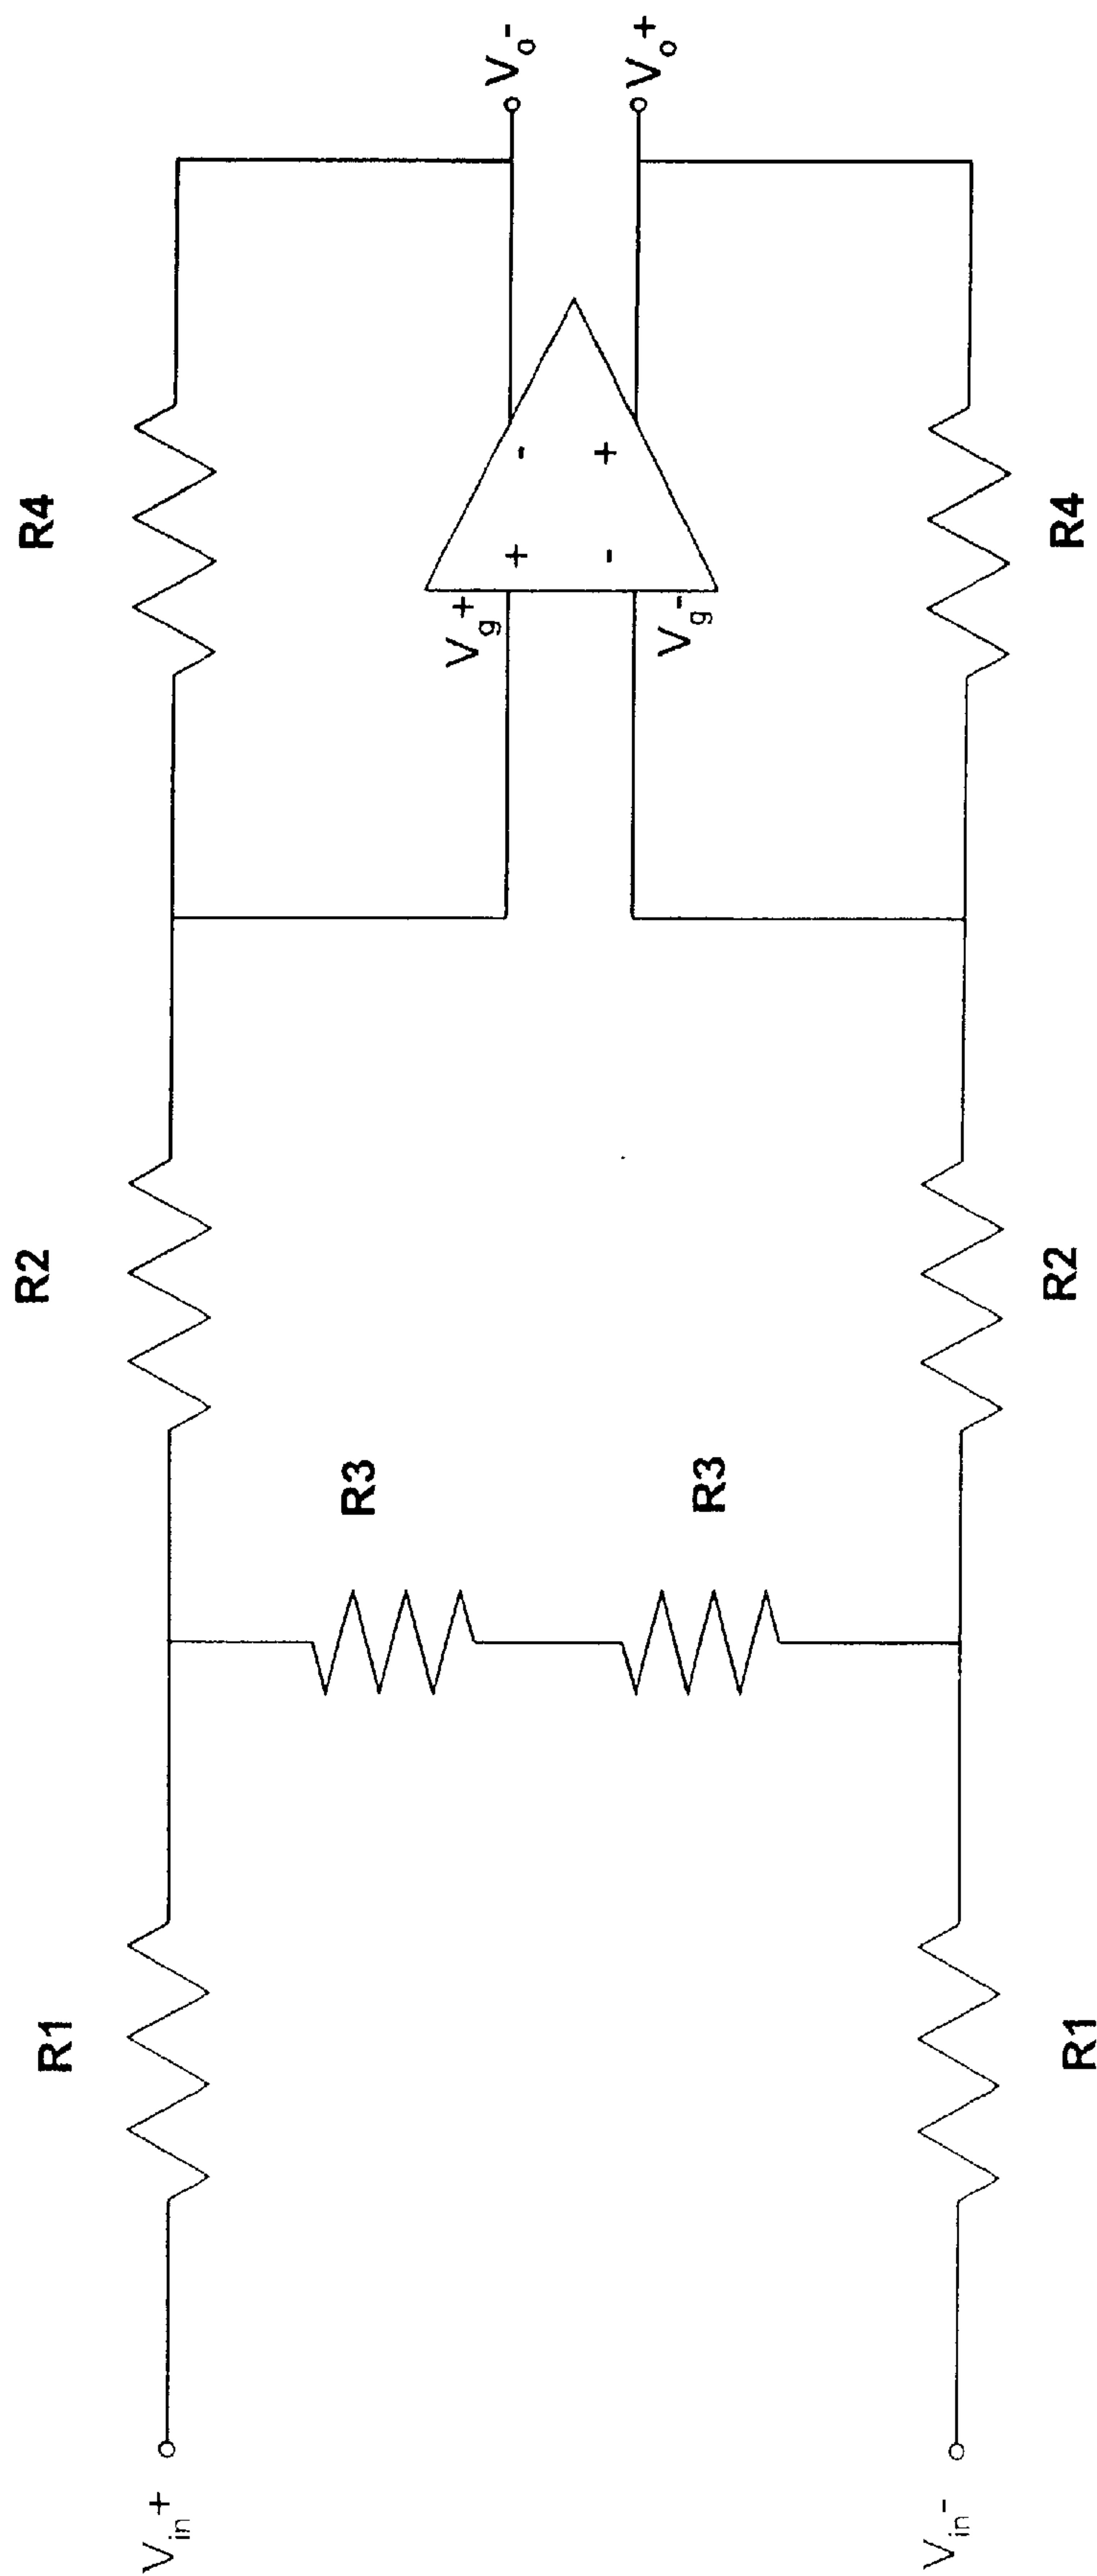 R1
R2
R4
Vin+
R3
R3
Vg+
Vg-
+
-
-
+
Vo-
Vo+
Vin-
R1
R2
R4